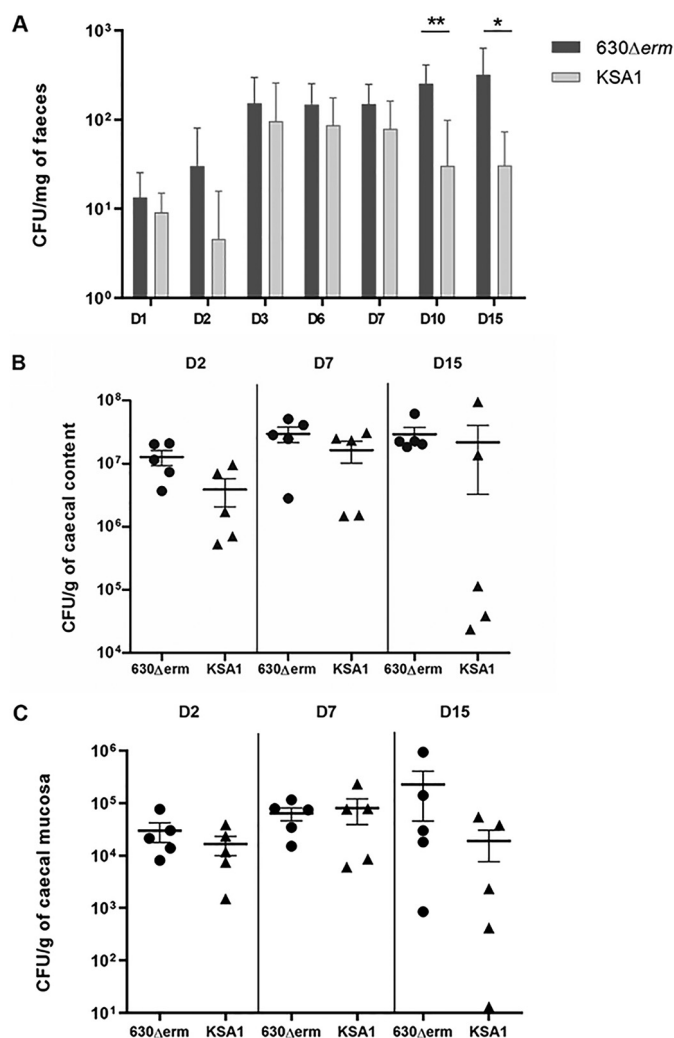 A
CFU/mg of faeces
10³
10²
10¹
10⁰
** *
630Δerm
KSA1
D1 D2 D3 D6 D7 D10 D15
B
D2 D7 D15
CFU/g of caecal content
10⁸
10⁷
10⁶
10⁵
10⁴
630Δerm KSA1 630Δerm KSA1 630Δerm KSA1
C
D2 D7 D15
CFU/g of caecal mucosa
10⁶
10⁵
10⁴
10³
10²
10¹
630Δerm KSA1 630Δerm KSA1 630Δerm KSA1